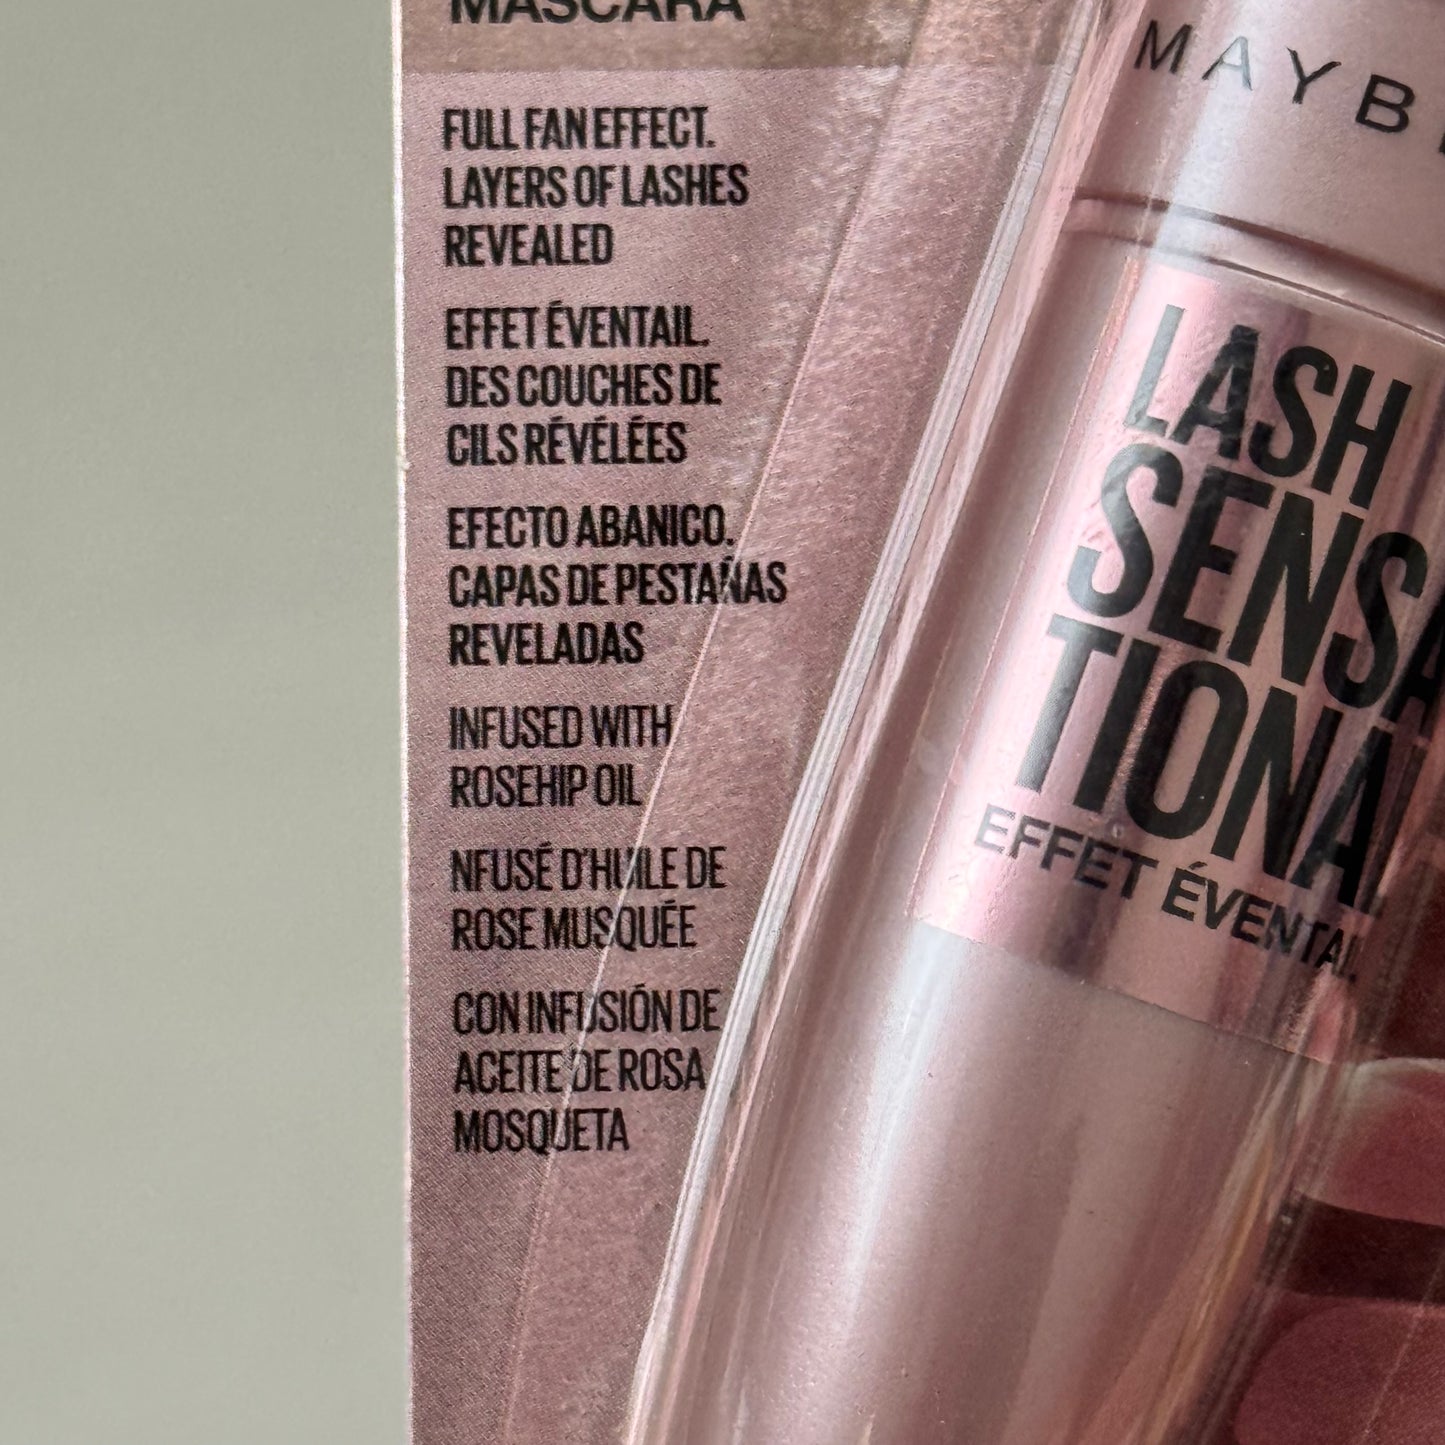 MASCARA
FULL FAN EFFECT.
LAYERS OF LASHES
REVEALED
EFFET ÉVENTAIL.
DES COUCHES DE
CILS RÉVÉLÉES
EFECTO ABANICO.
CAPAS DE PESTAÑAS
REVELADAS
INFUSED WITH
ROSEHIP OIL
NFUSÉ D'HUILE DE
ROSE MUSQUÉE
CON INFUSIÓN DE
ACEITE DE ROSA
MOSQUETA
MAYB
LASH
SENSA
TIONAL
EFFET ÉVENTAIL